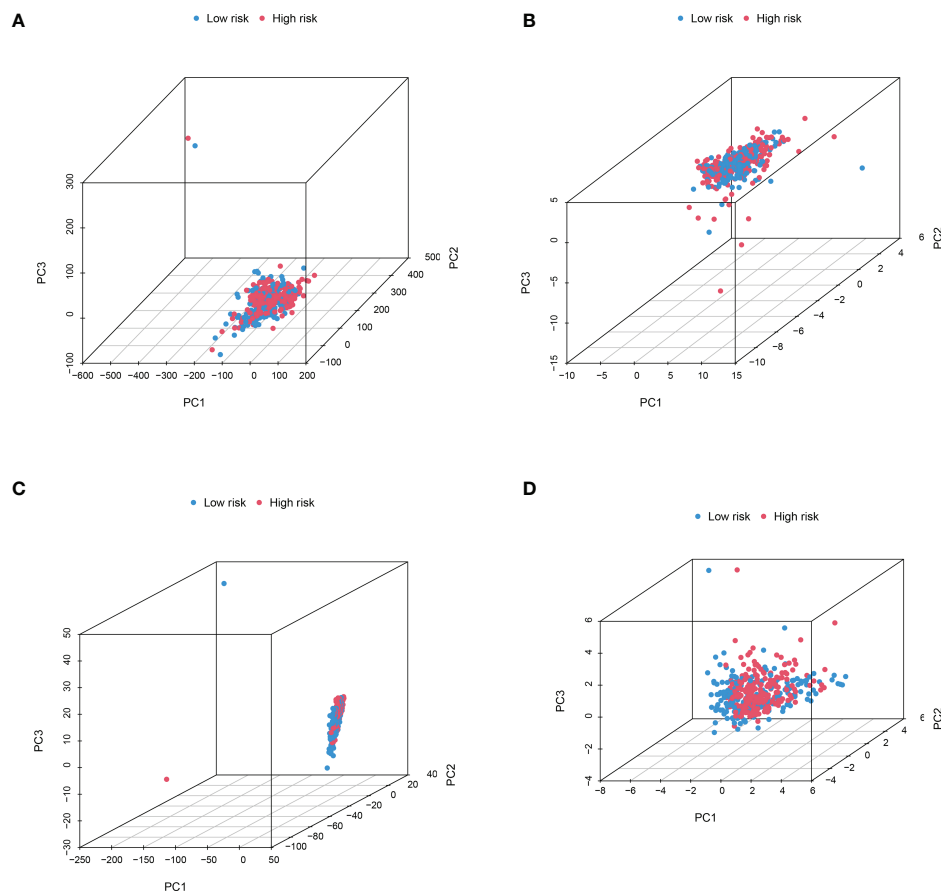 A
Low risk High risk
300
200
100
0
−100
PC3
−600 −500 −400 −300 −200 −100 0 100 200
PC1
−100
0
100
200
300
400
500
PC2
B
Low risk High risk
5
0
−5
−10
−15
PC3
−10 −5 0 5 10 15
PC1
−10
−8
−6
−4
−2
0
2
4
6
PC2
C
Low risk High risk
50
40
30
20
10
0
−10
−20
−30
PC3
−250 −200 −150 −100 −50 0 50
PC1
−100
−80
−60
−40
−20
0
20
40
PC2
D
Low risk High risk
6
4
2
0
−2
−4
PC3
−8 −6 −4 −2 0 2 4 6
PC1
−4
−2
0
2
4
6
PC2